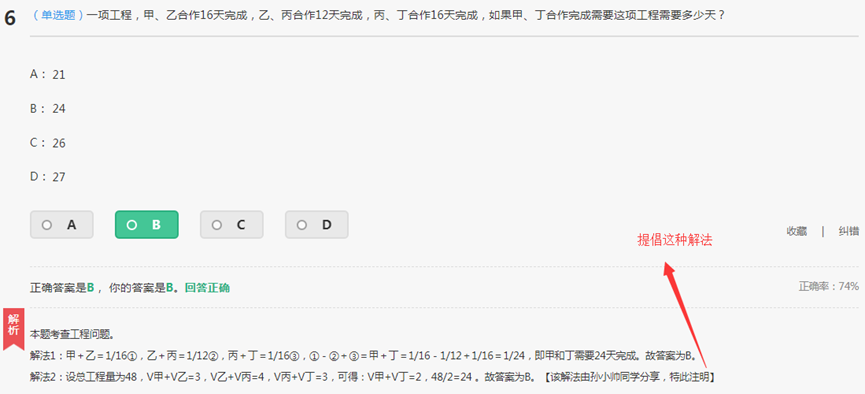 6 （单选题）一项工程，甲、乙合作16天完成，乙、丙合作12天完成，丙、丁合作16天完成，如果甲、丁合作完成需要这项工程需要多少天？
A： 21
B： 24
C： 26
D： 27
A B C D
提倡这种解法
收藏 | 纠错
正确答案是B， 你的答案是B。回答正确
正确率：74%
解析
本题考查工程问题。
解法1：甲＋乙＝1/16①，乙＋丙＝1/12②，丙＋丁＝1/16③，①－②＋③＝甲＋丁＝1/16－1/12＋1/16＝1/24，即甲和丁需要24天完成。故答案为B。
解法2：设总工程量为48，V甲+V乙=3，V乙+V丙=4，V丙+V丁=3，可得：V甲+V丁=2，48/2=24 。故答案为B。【该解法由孙小帅同学分享，特此注明】